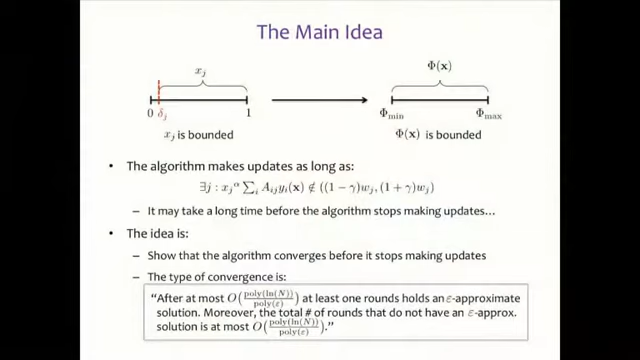 The Main Idea
x_j
Φ(x)
0 δ_j 1
Φ_min Φ_max
x_j is bounded
Φ(x) is bounded
• The algorithm makes updates as long as:
∃j : x_j^α ∑_i A_ij y_i(x) ∉ ((1 − γ)w_j, (1 + γ)w_j)
– It may take a long time before the algorithm stops making updates…
• The idea is:
– Show that the algorithm converges before it stops making updates
– The type of convergence is:
“After at most O(poly(ln(N))/poly(ε)) at least one rounds holds an ε-approximate
solution. Moreover, the total # of rounds that do not have an ε-approx.
solution is at most O(poly(ln(N))/poly(ε)).”